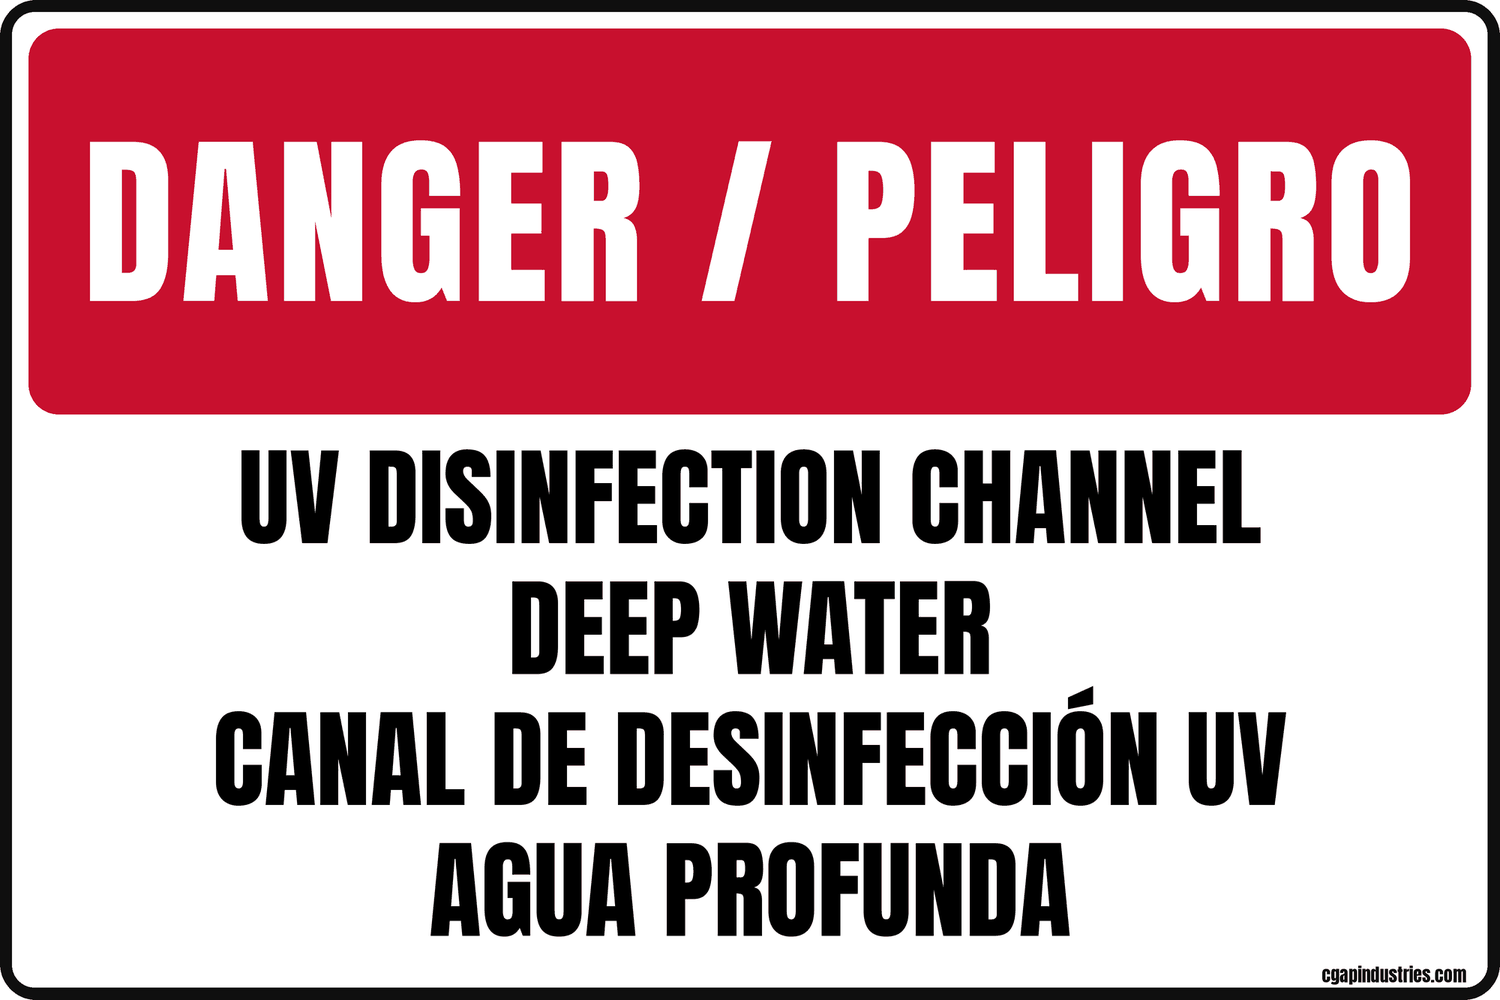 DANGER / PELIGRO
UV DISINFECTION CHANNEL
DEEP WATER
CANAL DE DESINFECCIÓN UV
AGUA PROFUNDA
cgapindustries.com